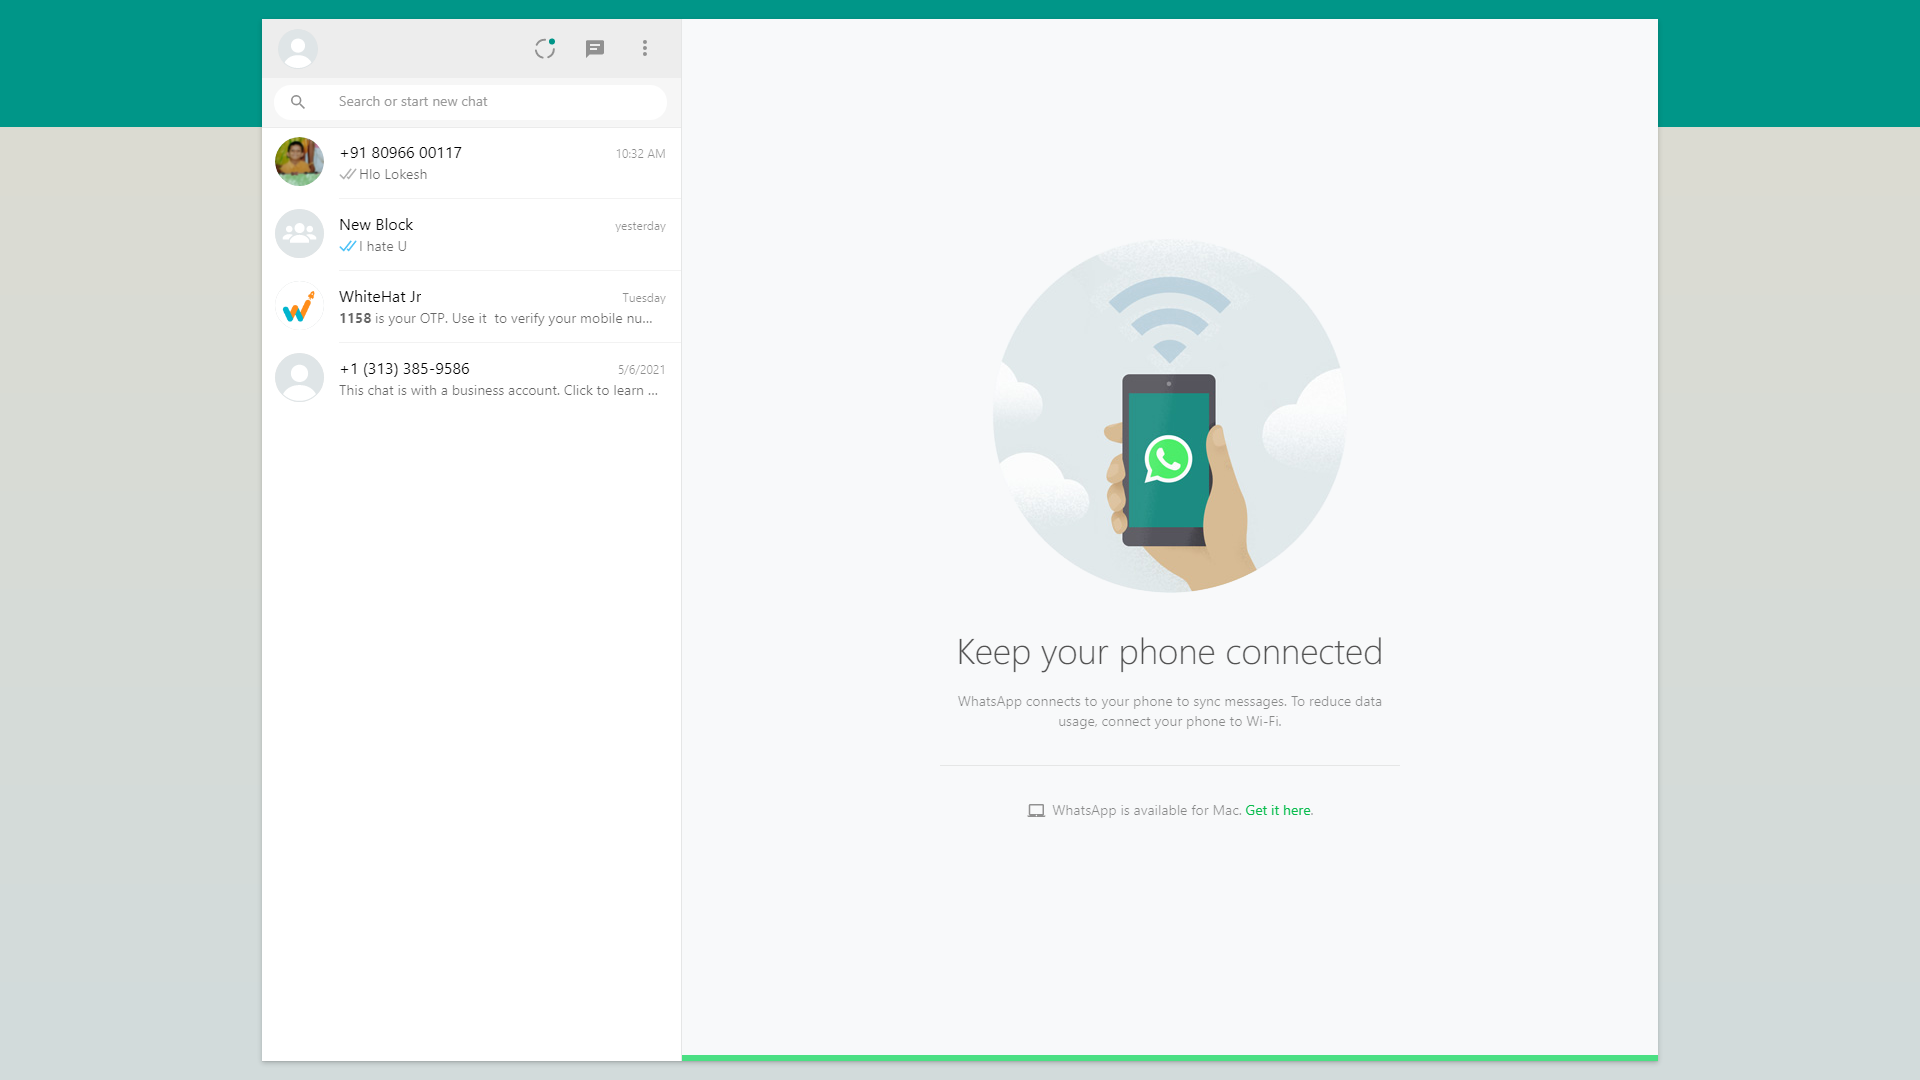 Search or start new chat
+91 80966 00117
10:32 AM
Hlo Lokesh
New Block
yesterday
I hate U
WhiteHat Jr
Tuesday
1158 is your OTP. Use it  to verify your mobile nu...
+1 (313) 385-9586
5/6/2021
This chat is with a business account. Click to learn ...
Keep your phone connected
WhatsApp connects to your phone to sync messages. To reduce data
usage, connect your phone to Wi-Fi.
WhatsApp is available for Mac. Get it here.